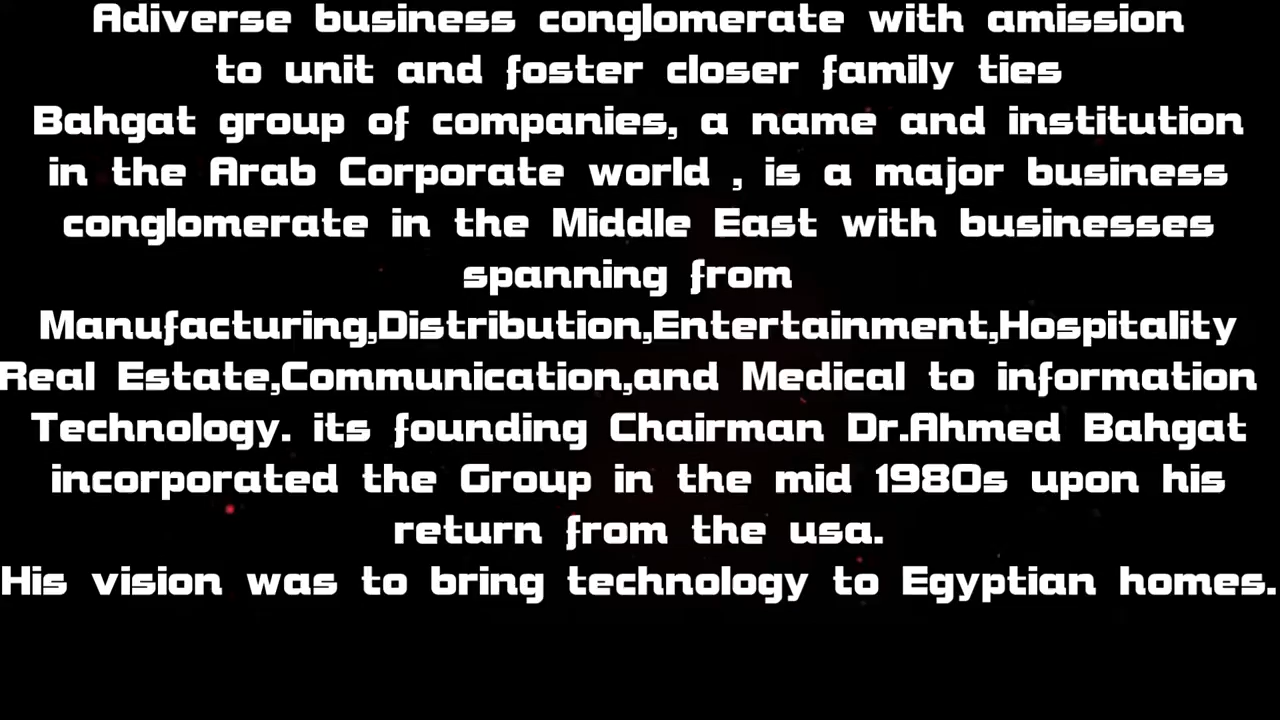 Adiverse business conglomerate with amission
to unit and foster closer family ties
Bahgat group of companies, a name and institution
in the Arab Corporate world , is a major business
conglomerate in the Middle East with businesses
spanning from
Manufacturing,Distribution,Entertainment,Hospitality
Real Estate,Communication,and Medical to information
Technology. its founding Chairman Dr.Ahmed Bahgat
incorporated the Group in the mid 1980s upon his
return from the usa.
His vision was to bring technology to Egyptian homes.